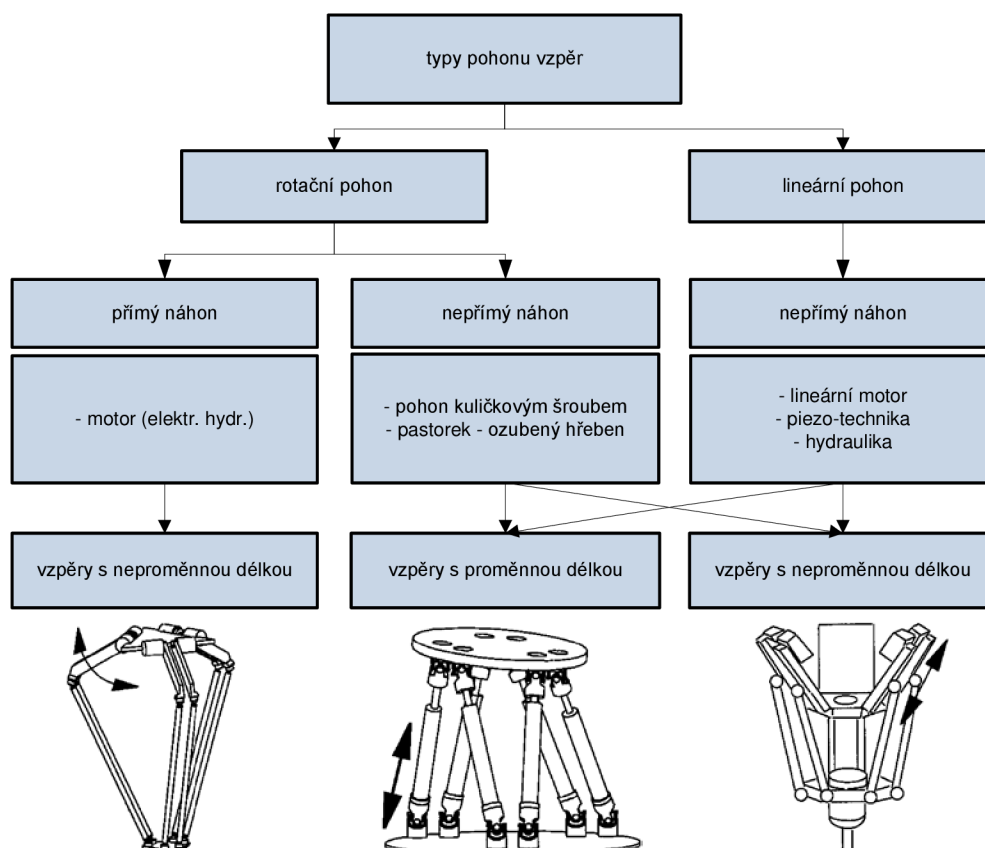 typy pohonu vzpěr
rotační pohon
lineární pohon
přímý náhon
nepřímý náhon
nepřímý náhon
- motor (elektr. hydr.)
- pohon kuličkovým šroubem
- pastorek - ozubený hřeben
- lineární motor
- piezo-technika
- hydraulika
vzpěry s neproměnnou délkou
vzpěry s proměnnou délkou
vzpěry s neproměnnou délkou